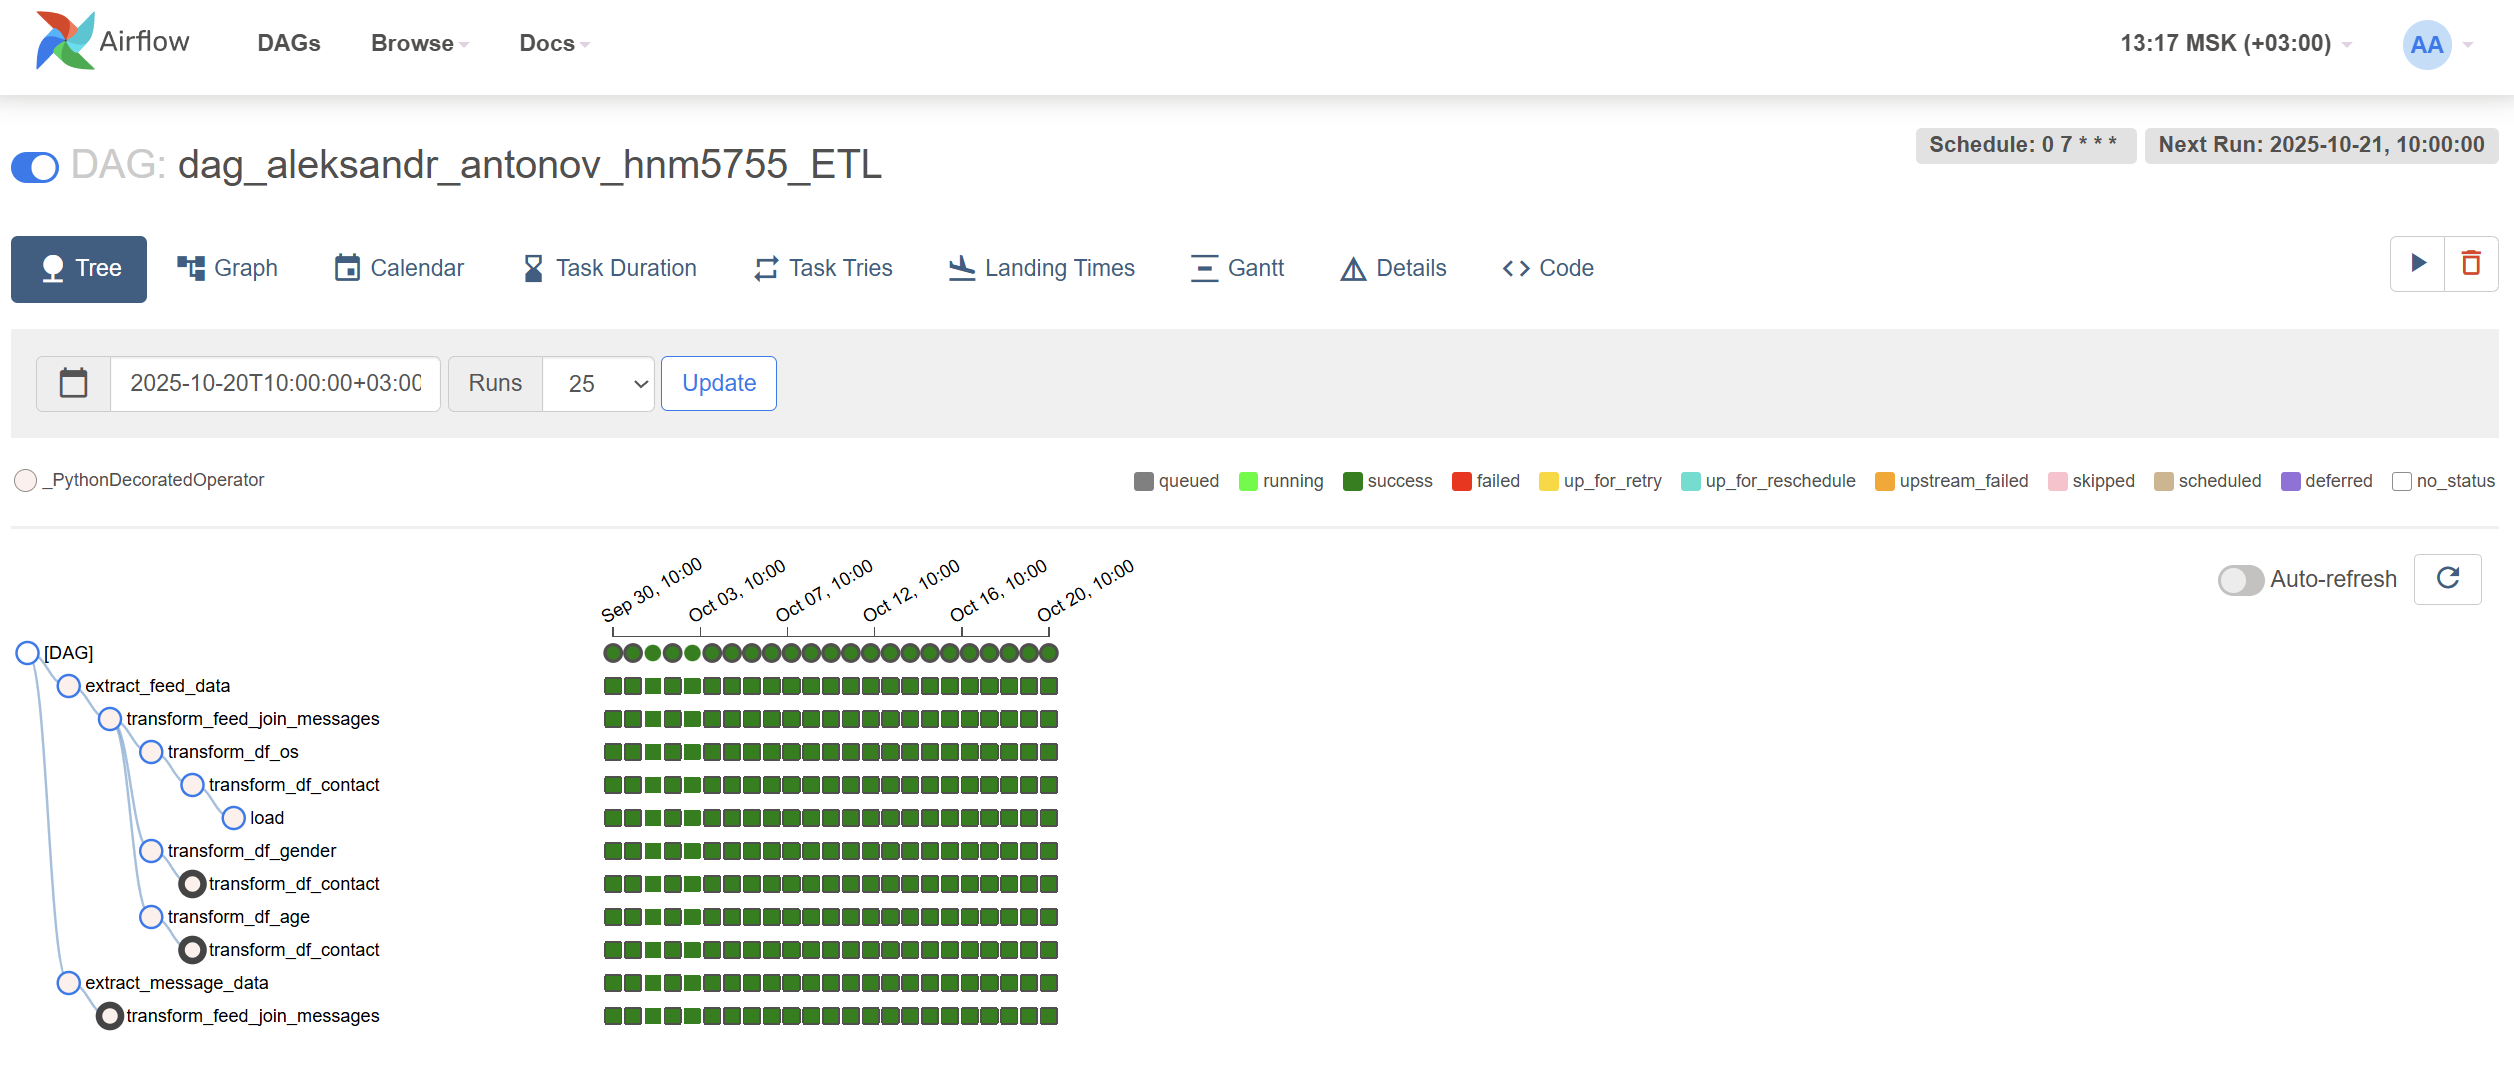 Airflow DAGs Browse Docs 13:17 MSK (+03:00) AA
DAG: dag_aleksandr_antonov_hnm5755_ETL Schedule: 0 7 * * * Next Run: 2025-10-21, 10:00:00
Tree Graph Calendar Task Duration Task Tries Landing Times Gantt Details Code
2025-10-20T10:00:00+03:00 Runs 25 Update
_PythonDecoratedOperator queued running success failed up_for_retry up_for_reschedule upstream_failed skipped scheduled deferred no_status
Sep 30, 10:00 Oct 03, 10:00 Oct 07, 10:00 Oct 12, 10:00 Oct 16, 10:00 Oct 20, 10:00 Auto-refresh
[DAG]
extract_feed_data
transform_feed_join_messages
transform_df_os
transform_df_contact
load
transform_df_gender
transform_df_contact
transform_df_age
transform_df_contact
extract_message_data
transform_feed_join_messages